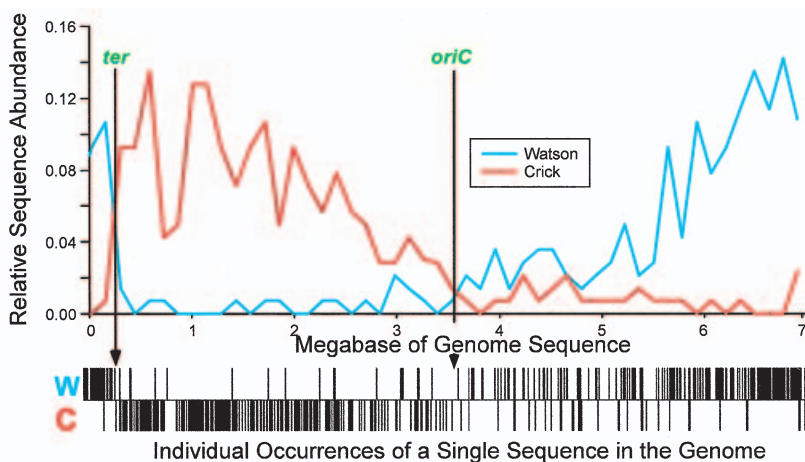 Relative Sequence Abundance
0.16
0.12
0.08
0.04
0.00
ter
oriC
Watson
Crick
0 1 2 3 4 5 6 7
Megabase of Genome Sequence
W
C
Individual Occurrences of a Single Sequence in the Genome